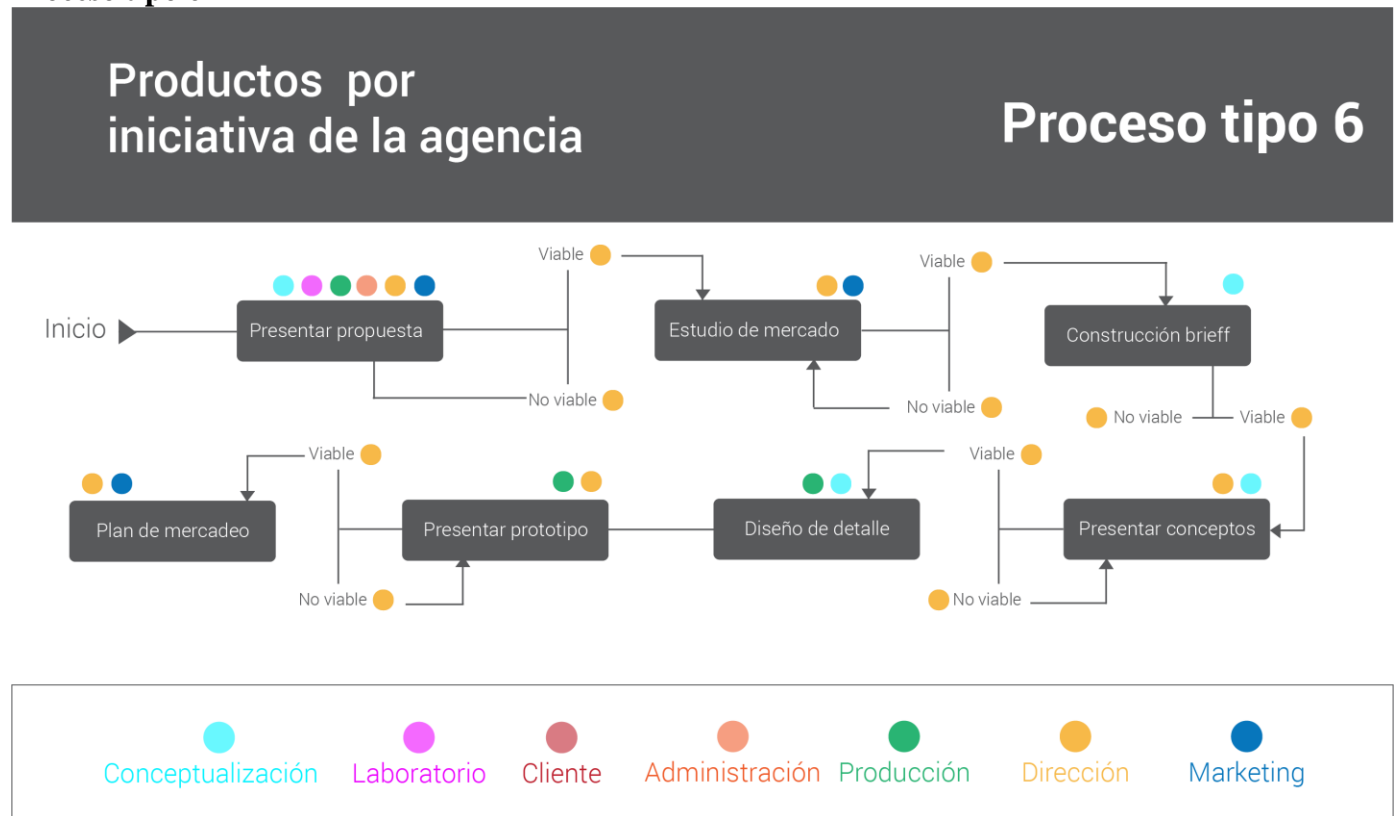 Productos por
iniciativa de la agencia
Proceso tipo 6
Viable
Viable
Inicio
Presentar propuesta
Estudio de mercado
Construcción brieff
No viable
No viable
No viable
Viable
Viable
Viable
Plan de mercadeo
Presentar prototipo
Diseño de detalle
Presentar conceptos
No viable
No viable
Conceptualización
Laboratorio
Cliente
Administración
Producción
Dirección
Marketing